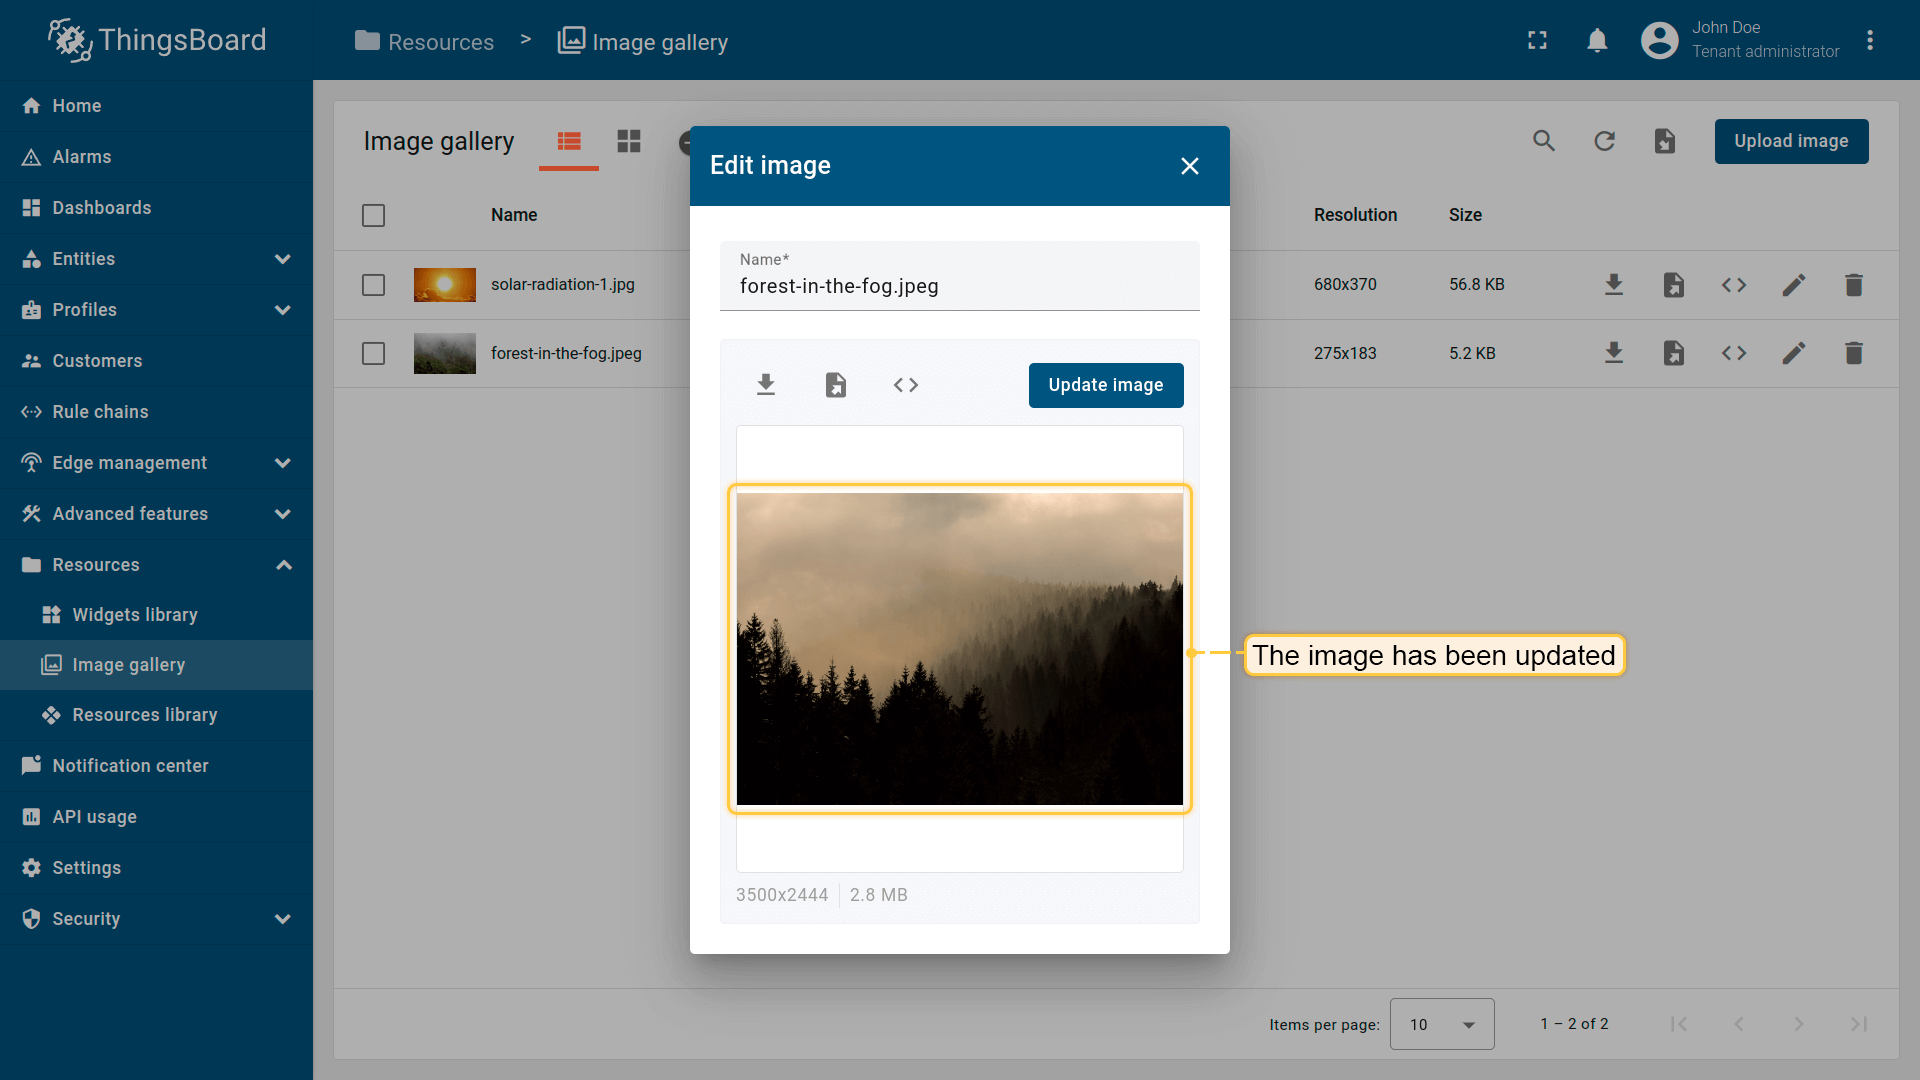 ThingsBoard
Resources > Image gallery
John Doe
Tenant administrator
Home
Alarms
Dashboards
Entities
Profiles
Customers
Rule chains
Edge management
Advanced features
Resources
Widgets library
Image gallery
Resources library
Notification center
API usage
Settings
Security
Image gallery
Upload image
Name Resolution Size
solar-radiation-1.jpg 680x370 56.8 KB
forest-in-the-fog.jpeg 275x183 5.2 KB
Edit image
Name*
forest-in-the-fog.jpeg
Update image
3500x2444 2.8 MB
The image has been updated
Items per page: 10 1 – 2 of 2